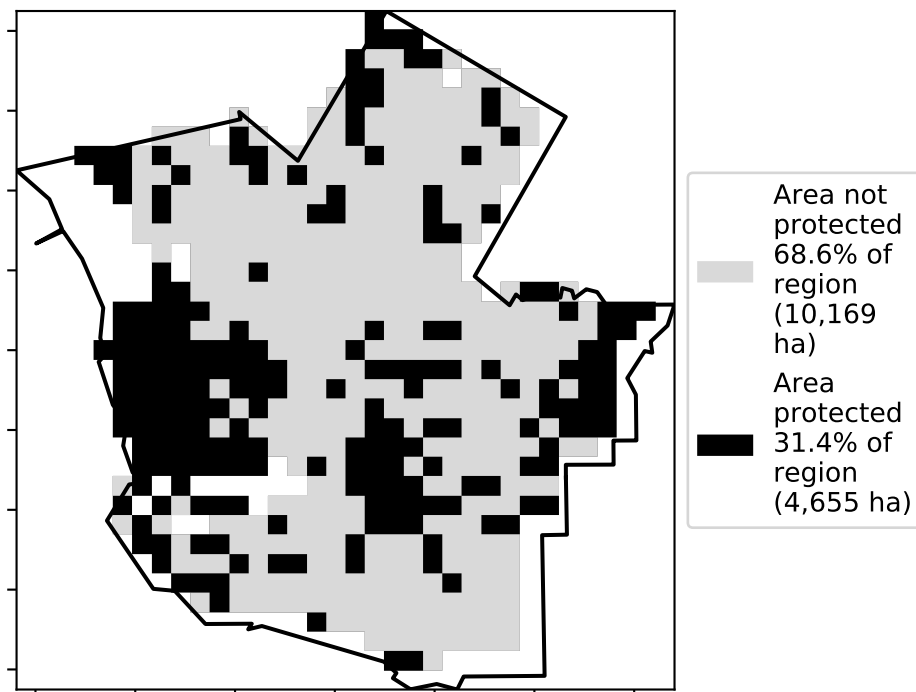 Area not
protected
68.6% of
region
(10,169
ha)
Area
protected
31.4% of
region
(4,655 ha)